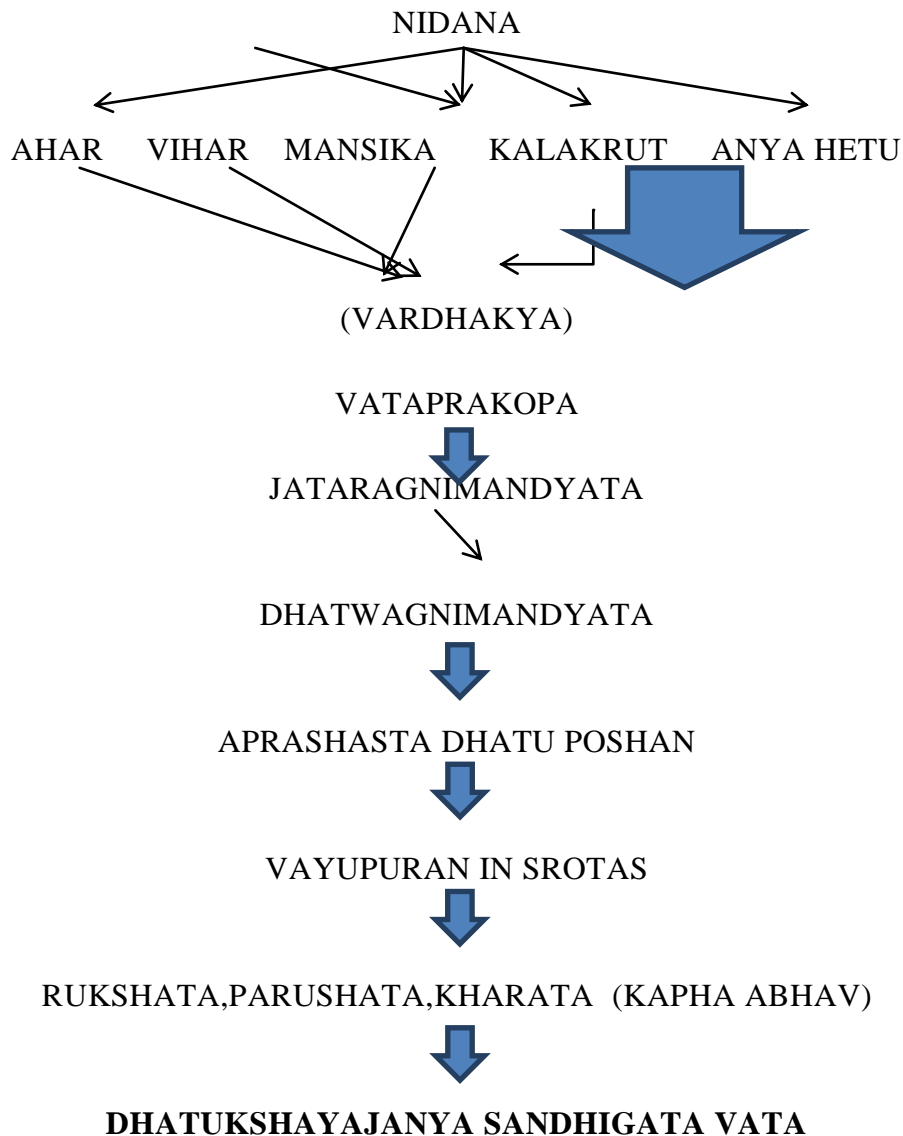 NIDANA
AHAR VIHAR MANSIKA KALAKRUT ANYA HETU
(VARDHAKYA)
VATAPRAKOPA
JATARAGNIMANDYATA
DHATWAGNIMANDYATA
APRASHASTA DHATU POSHAN
VAYUPURAN IN SROTAS
RUKSHATA,PARUSHATA,KHARATA (KAPHA ABHAV)
DHATUKSHAYAJANYA SANDHIGATA VATA